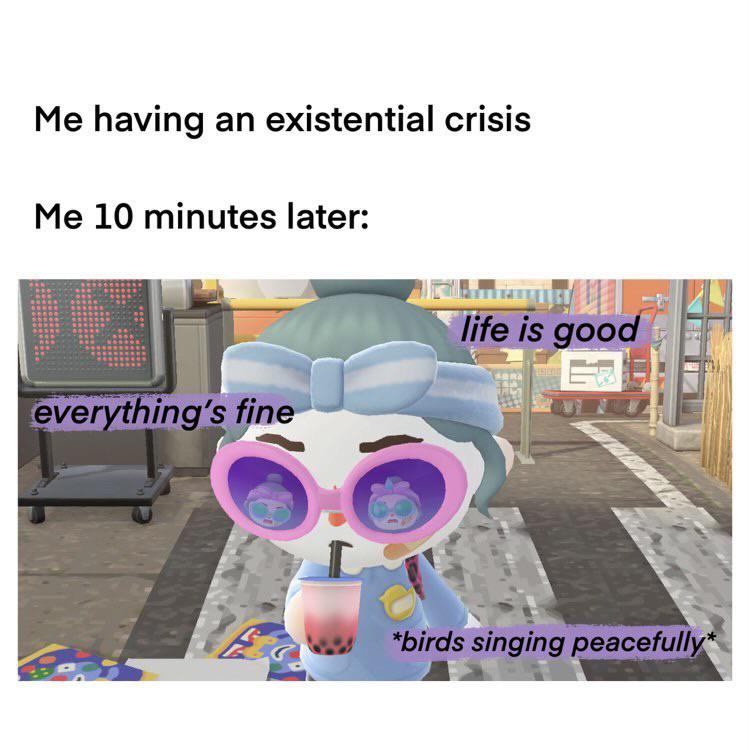 Me having an existential crisis
Me 10 minutes later:
life is good
everything's fine
*birds singing peacefully*